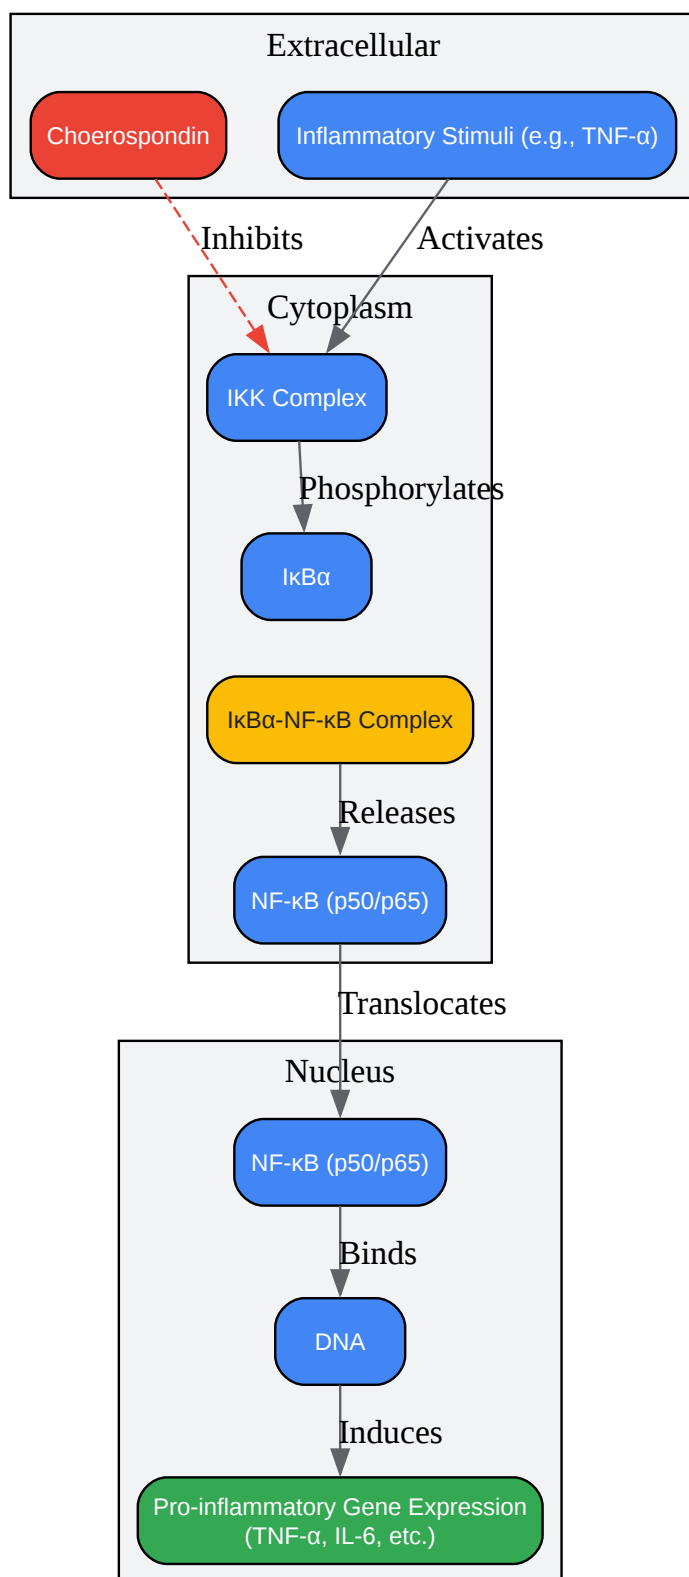 Extracellular
Choerospondin
Inflammatory Stimuli (e.g., TNF-α)
Inhibits
Activates
Cytoplasm
IKK Complex
Phosphorylates
IκBα
IκBα-NF-κB Complex
Releases
NF-κB (p50/p65)
Translocates
Nucleus
NF-κB (p50/p65)
Binds
DNA
Induces
Pro-inflammatory Gene Expression
(TNF-α, IL-6, etc.)